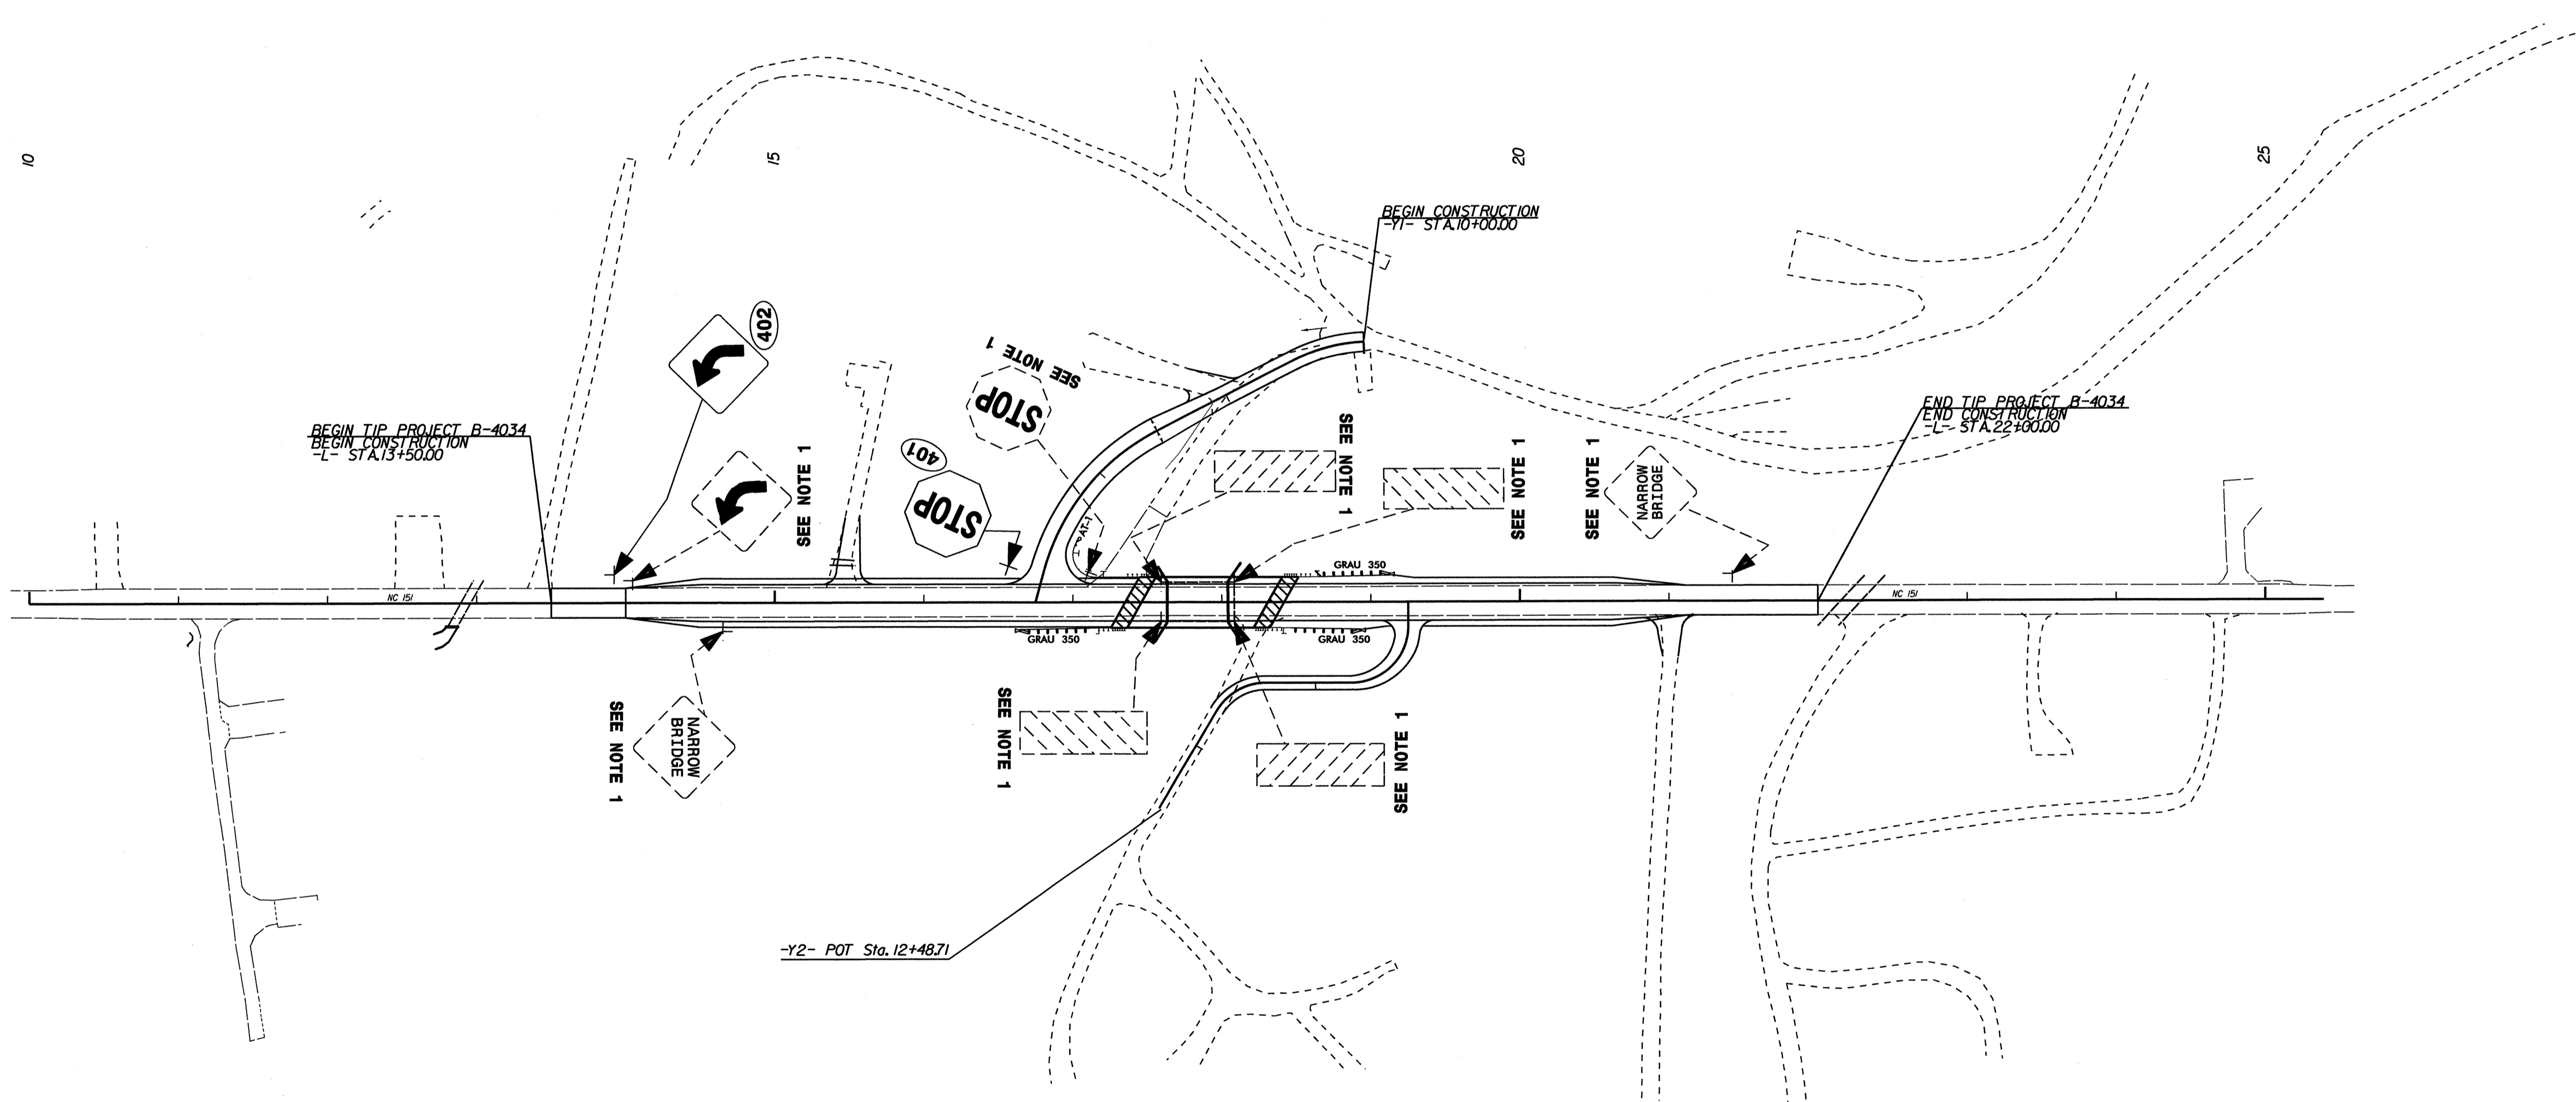 10
15
20
25
BEGIN CONSTRUCTION
-Y1- STA.10+00.00
402
SEE NOTE 1
STOP
401
STOP
BEGIN TIP PROJECT B-4034
BEGIN CONSTRUCTION
-L- STA.13+50.00
SEE NOTE 1
SEE NOTE 1
SEE NOTE 1
SEE NOTE 1
NARROW
BRIDGE
END TIP PROJECT B-4034
END CONSTRUCTION
-L- STA.22+00.00
AT-1
GRAU 350
NC 151
NC 151
GRAU 350
GRAU 350
SEE NOTE 1
NARROW
BRIDGE
SEE NOTE 1
SEE NOTE 1
-Y2- POT Sta. 12+48.71